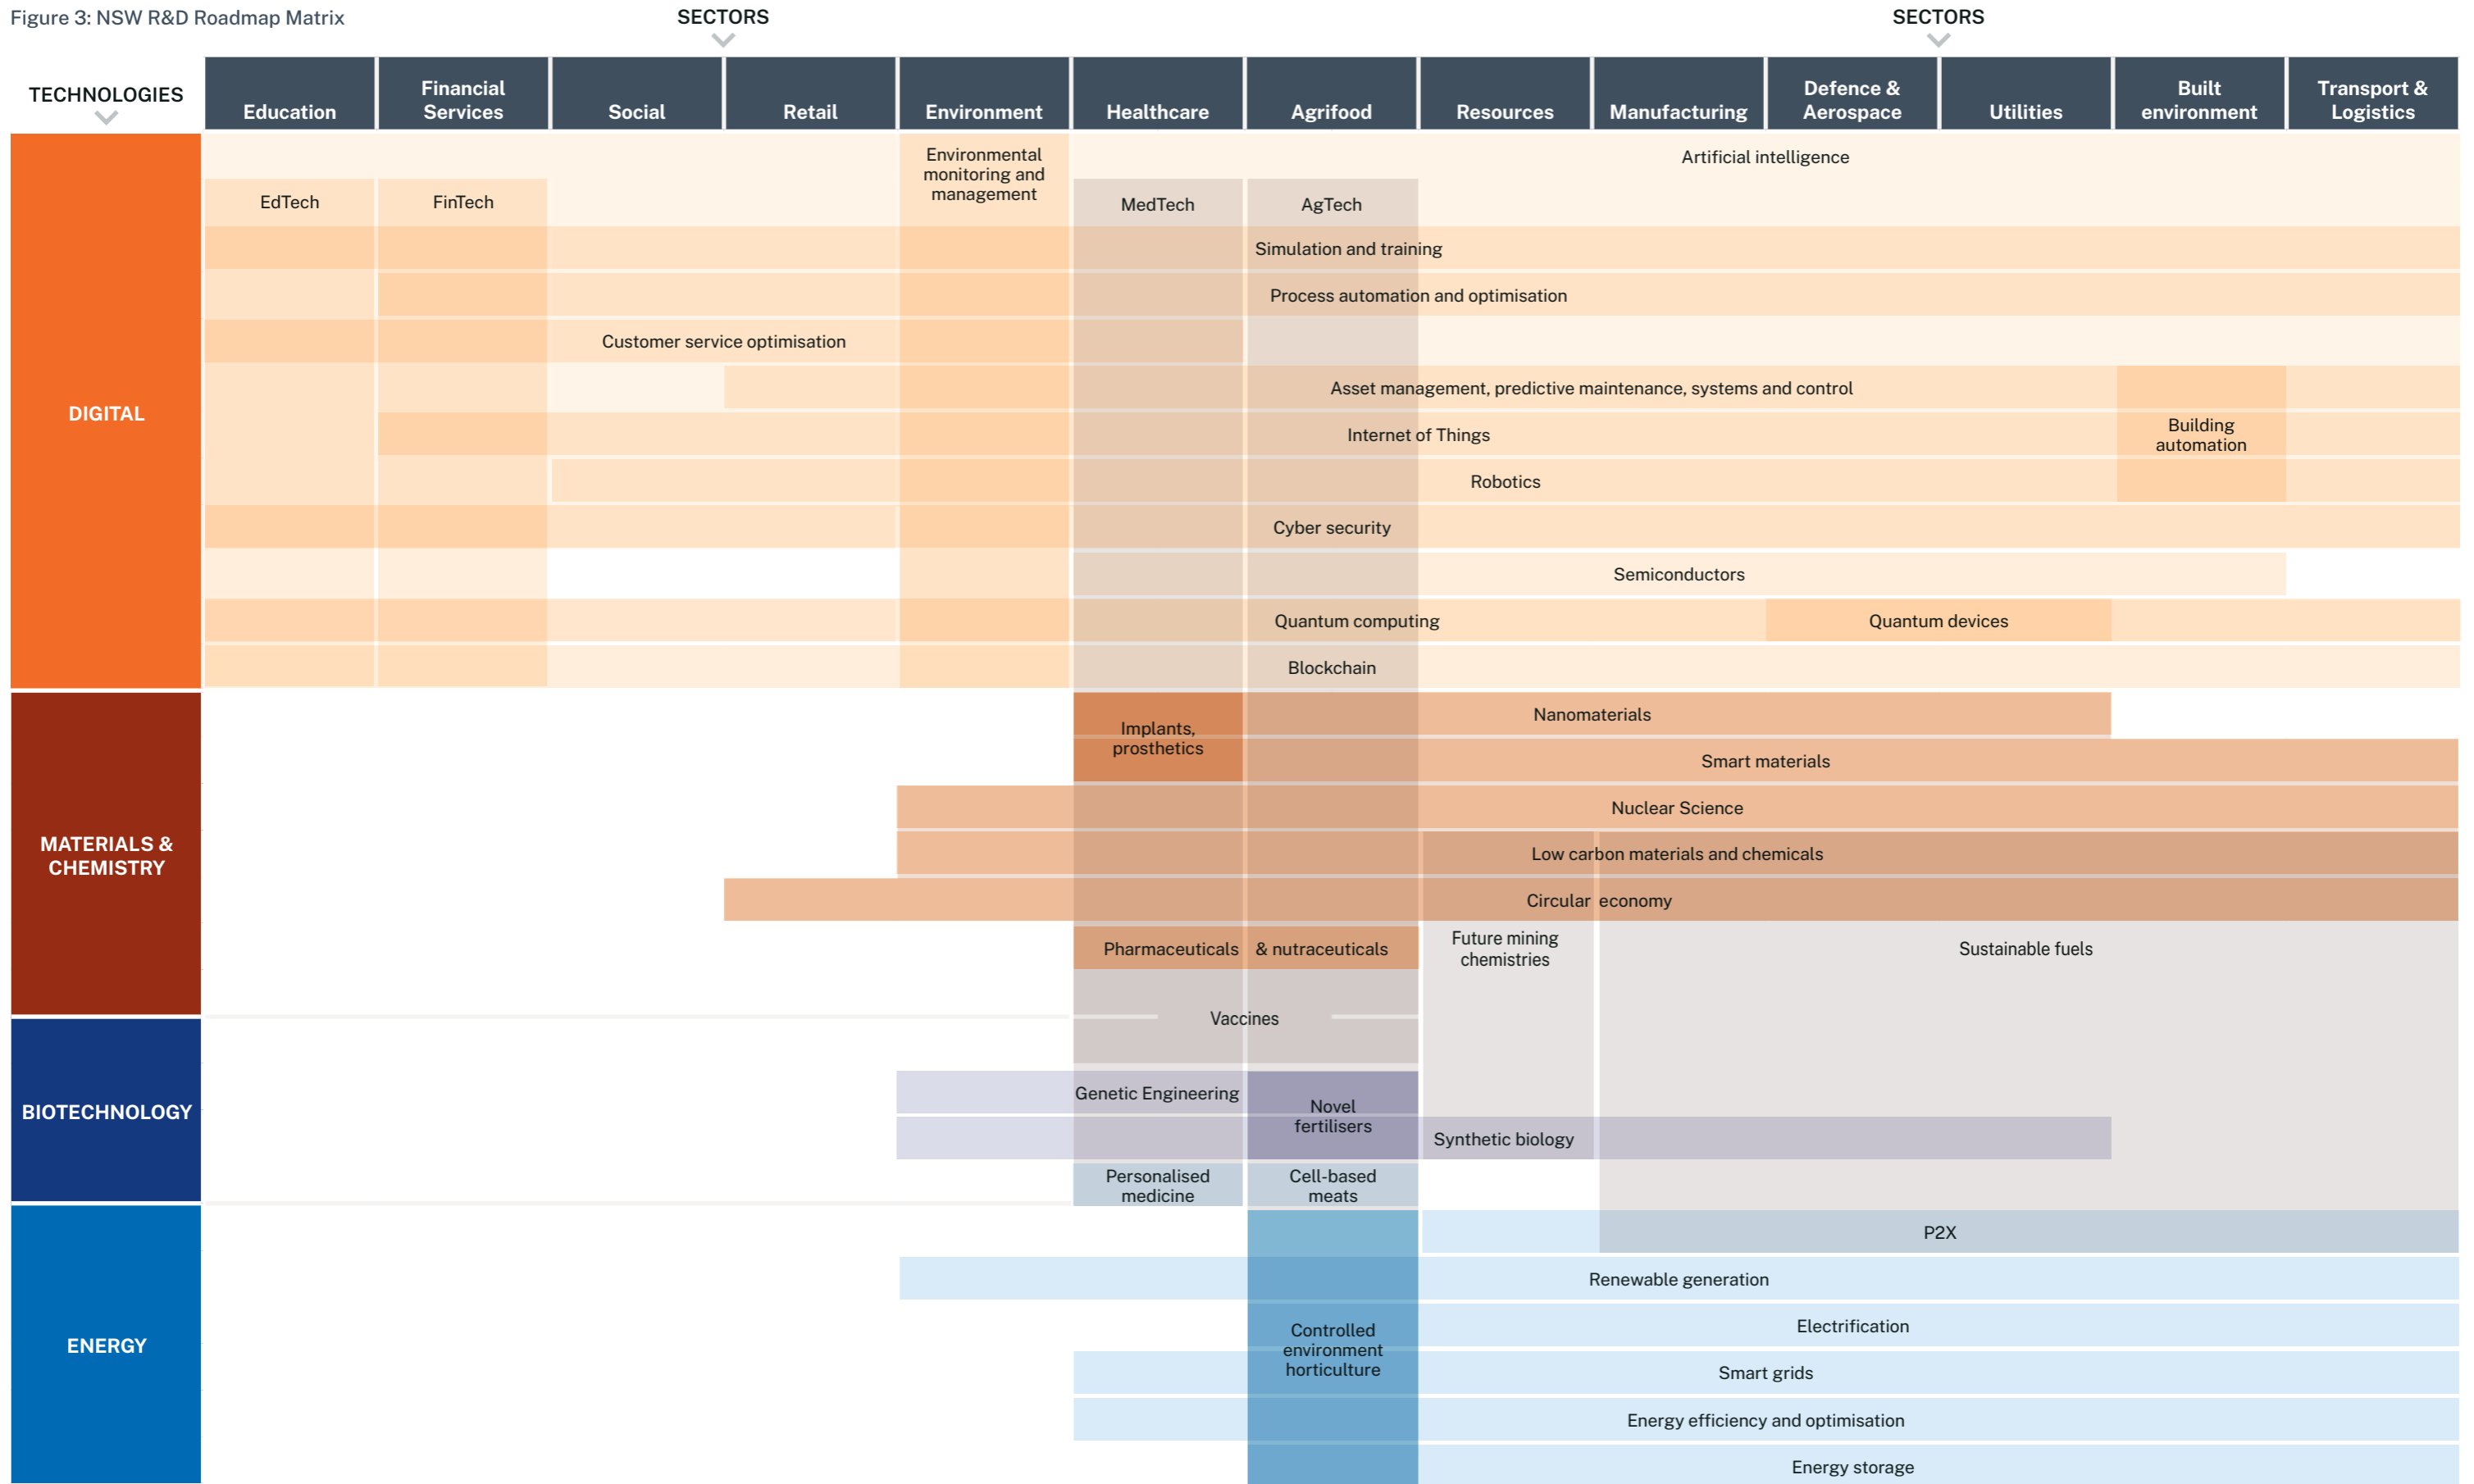 Figure 3: NSW R&D Roadmap Matrix
SECTORS
SECTORS
TECHNOLOGIES
Education
Financial
Services
Social
Retail
Environment
Healthcare
Agrifood
Resources
Manufacturing
Defence &
Aerospace
Utilities
Built
environment
Transport &
Logistics
DIGITAL
Environmental
monitoring and
management
Artificial intelligence
EdTech
FinTech
MedTech
AgTech
Simulation and training
Process automation and optimisation
Customer service optimisation
Asset management, predictive maintenance, systems and control
Internet of Things
Building
automation
Robotics
Cyber security
Semiconductors
Quantum computing
Quantum devices
Blockchain
MATERIALS &
CHEMISTRY
Implants,
prosthetics
Nanomaterials
Smart materials
Nuclear Science
Low carbon materials and chemicals
Circular economy
Pharmaceuticals & nutraceuticals
Future mining
chemistries
Sustainable fuels
Vaccines
BIOTECHNOLOGY
Genetic Engineering
Novel
fertilisers
Synthetic biology
Personalised
medicine
Cell-based
meats
ENERGY
P2X
Renewable generation
Electrification
Controlled
environment
horticulture
Smart grids
Energy efficiency and optimisation
Energy storage